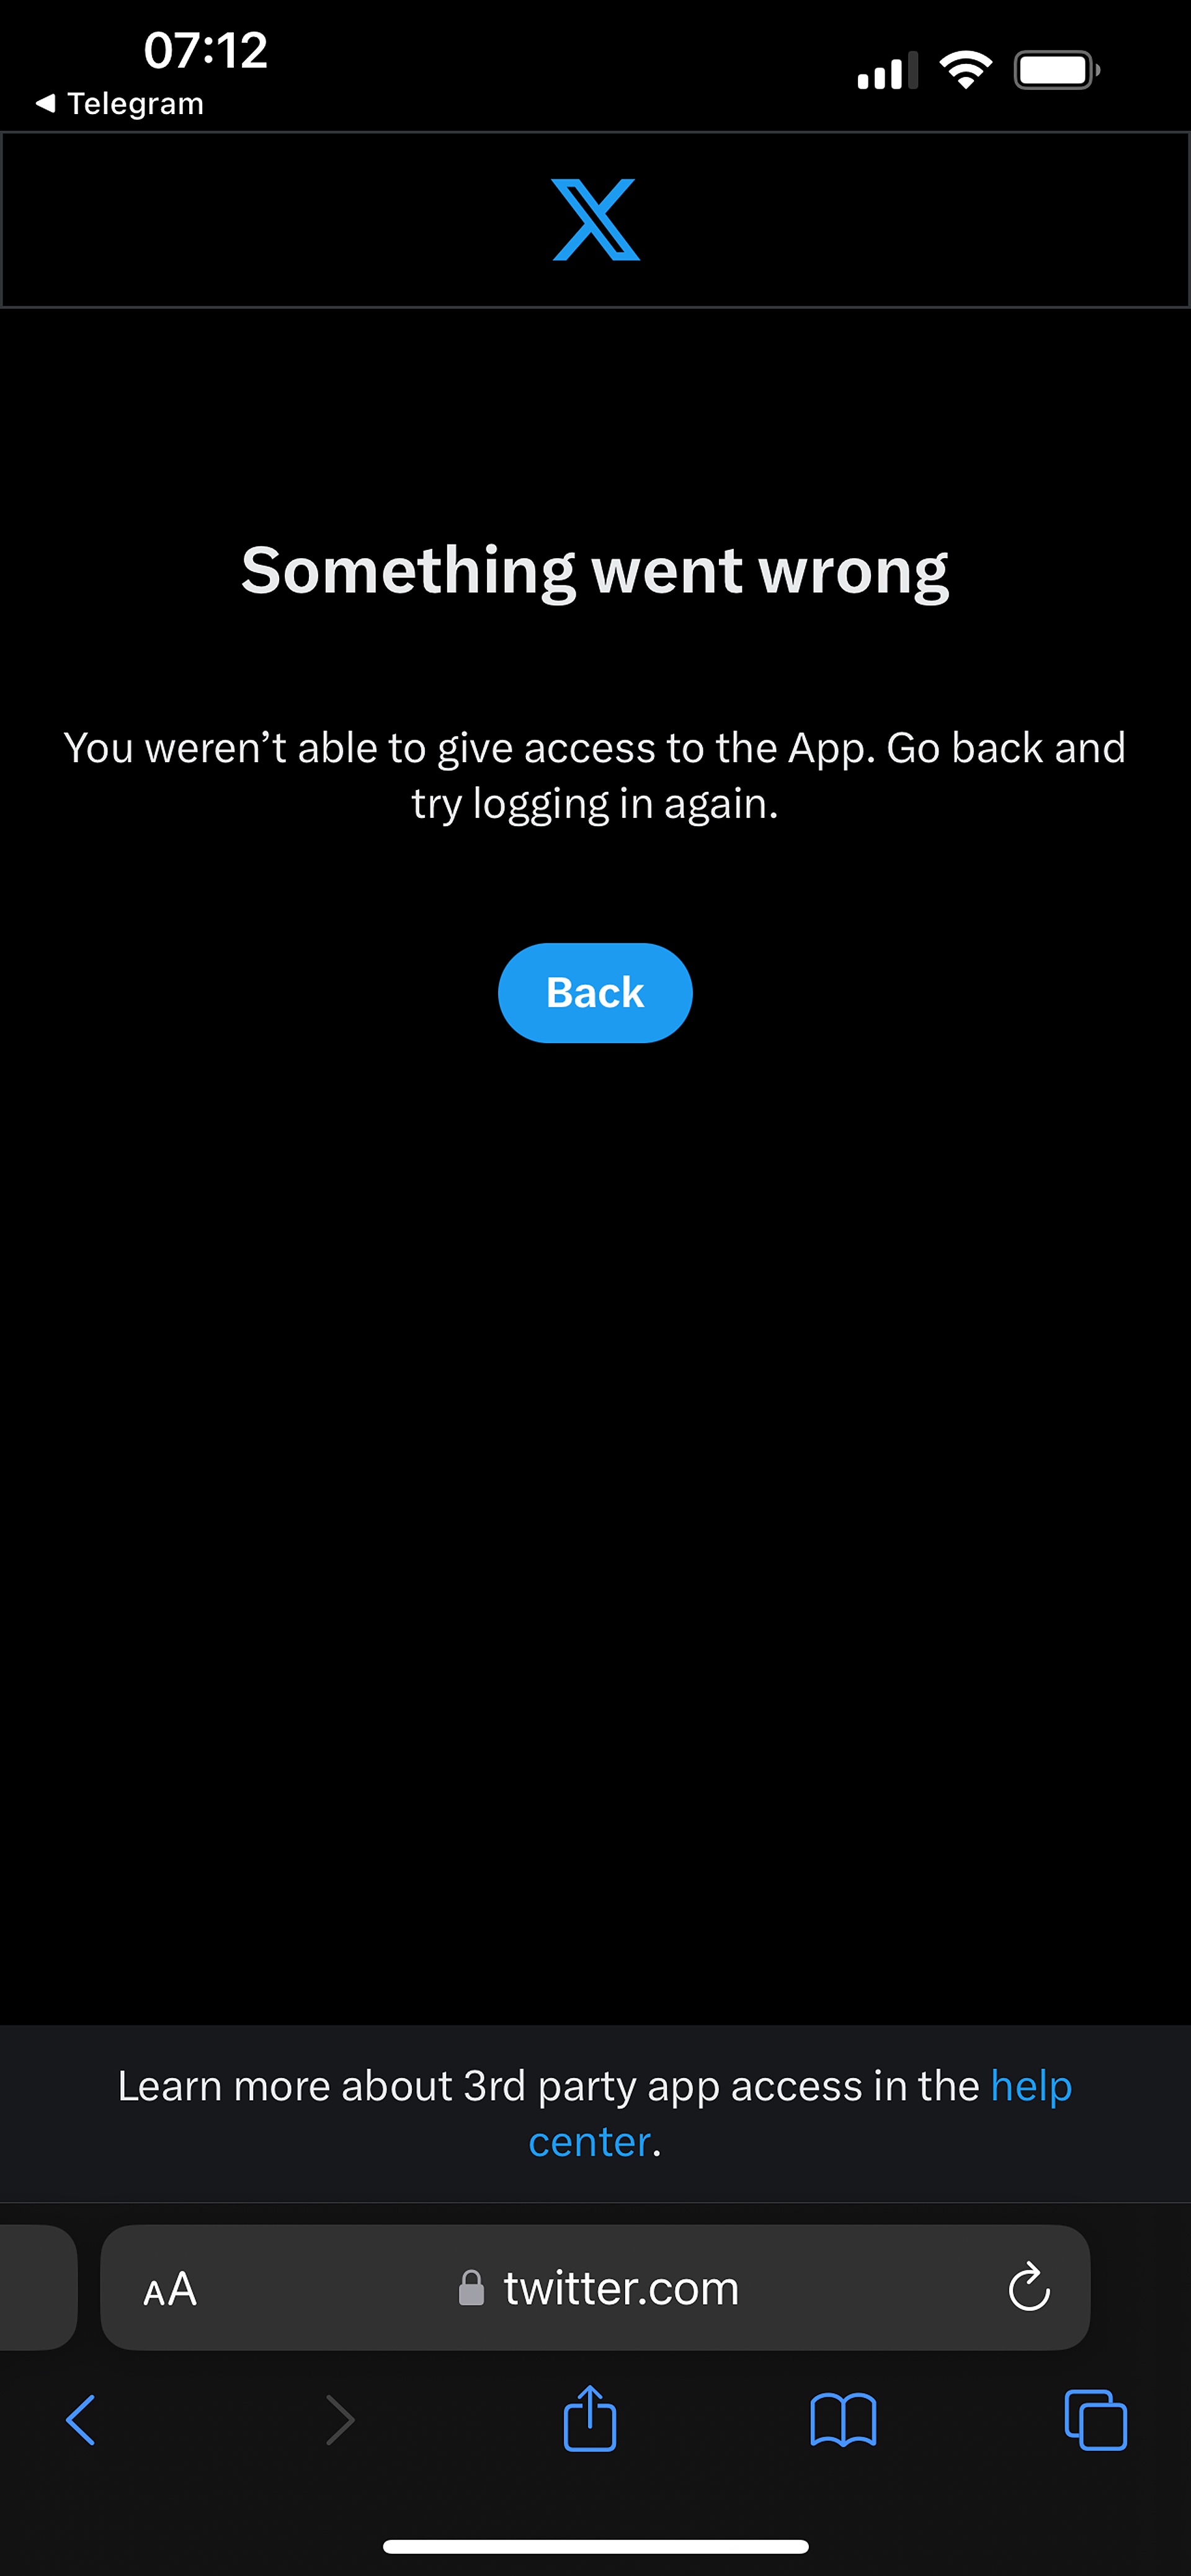 07:12
◀ Telegram
Something went wrong
You weren’t able to give access to the App. Go back and
try logging in again.
Back
Learn more about 3rd party app access in the help
center.
AA
twitter.com